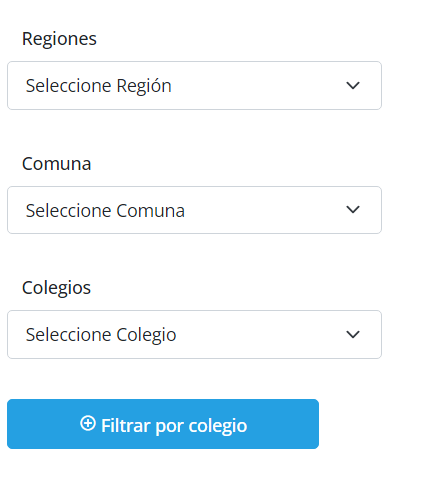 Regiones
Seleccione Región
Comuna
Seleccione Comuna
Colegios
Seleccione Colegio
Filtrar por colegio